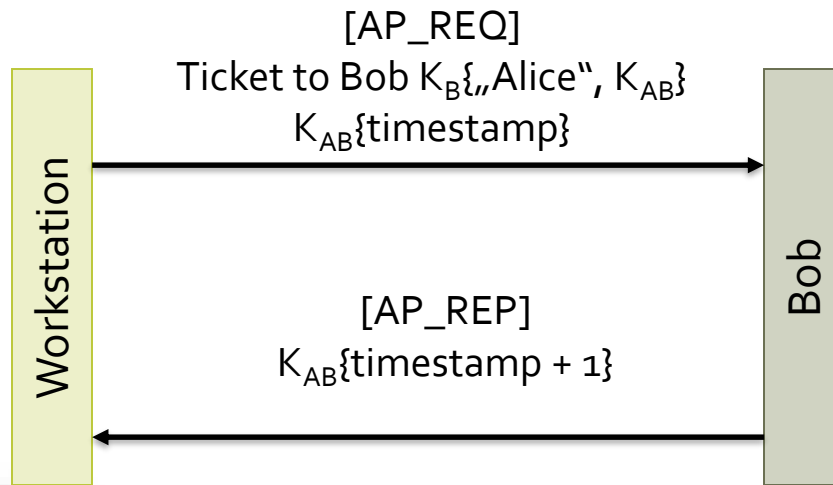 [AP_REQ]
Ticket to Bob K_B{„Alice“, K_AB}
K_AB{timestamp}
Workstation
Bob
[AP_REP]
K_AB{timestamp + 1}